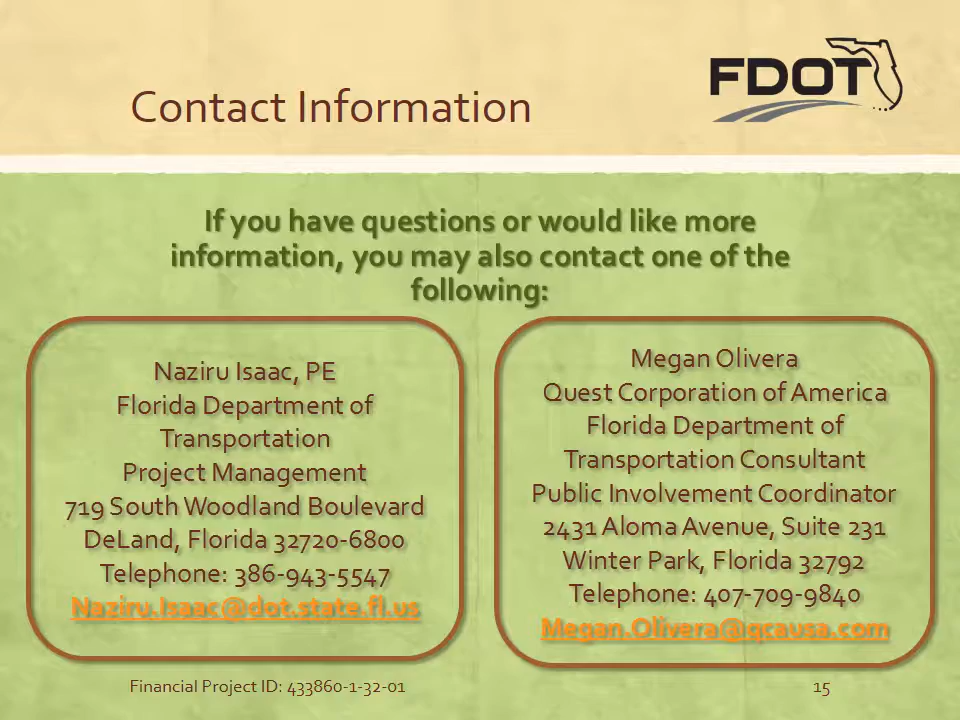 FDOT
Contact Information
If you have questions or would like more
information, you may also contact one of the
following:
Naziru Isaac, PE
Florida Department of
Transportation
Project Management
719 South Woodland Boulevard
DeLand, Florida 32720-6800
Telephone: 386-943-5547
Naziru.Isaac@dot.state.fl.us
Megan Olivera
Quest Corporation of America
Florida Department of
Transportation Consultant
Public Involvement Coordinator
2431 Aloma Avenue, Suite 231
Winter Park, Florida 32792
Telephone: 407-709-9840
Megan.Olivera@qcausa.com
Financial Project ID: 433860-1-32-01
15